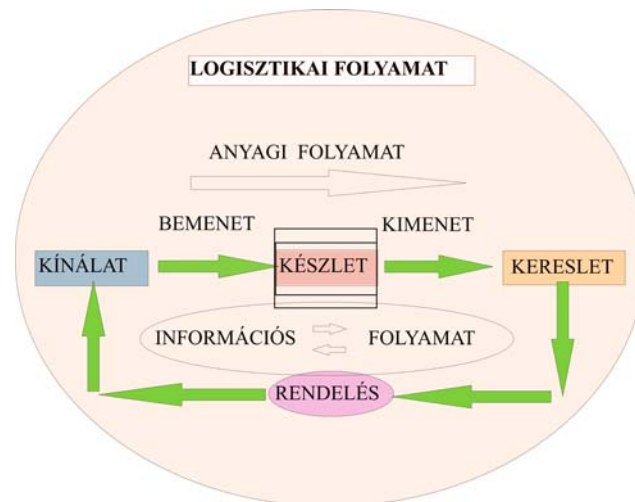 LOGISZTIKAI FOLYAMAT
ANYAGI FOLYAMAT
BEMENET
KIMENET
KÍNÁLAT
KÉSZLET
KERESLET
INFORMÁCIÓS FOLYAMAT
RENDELÉS